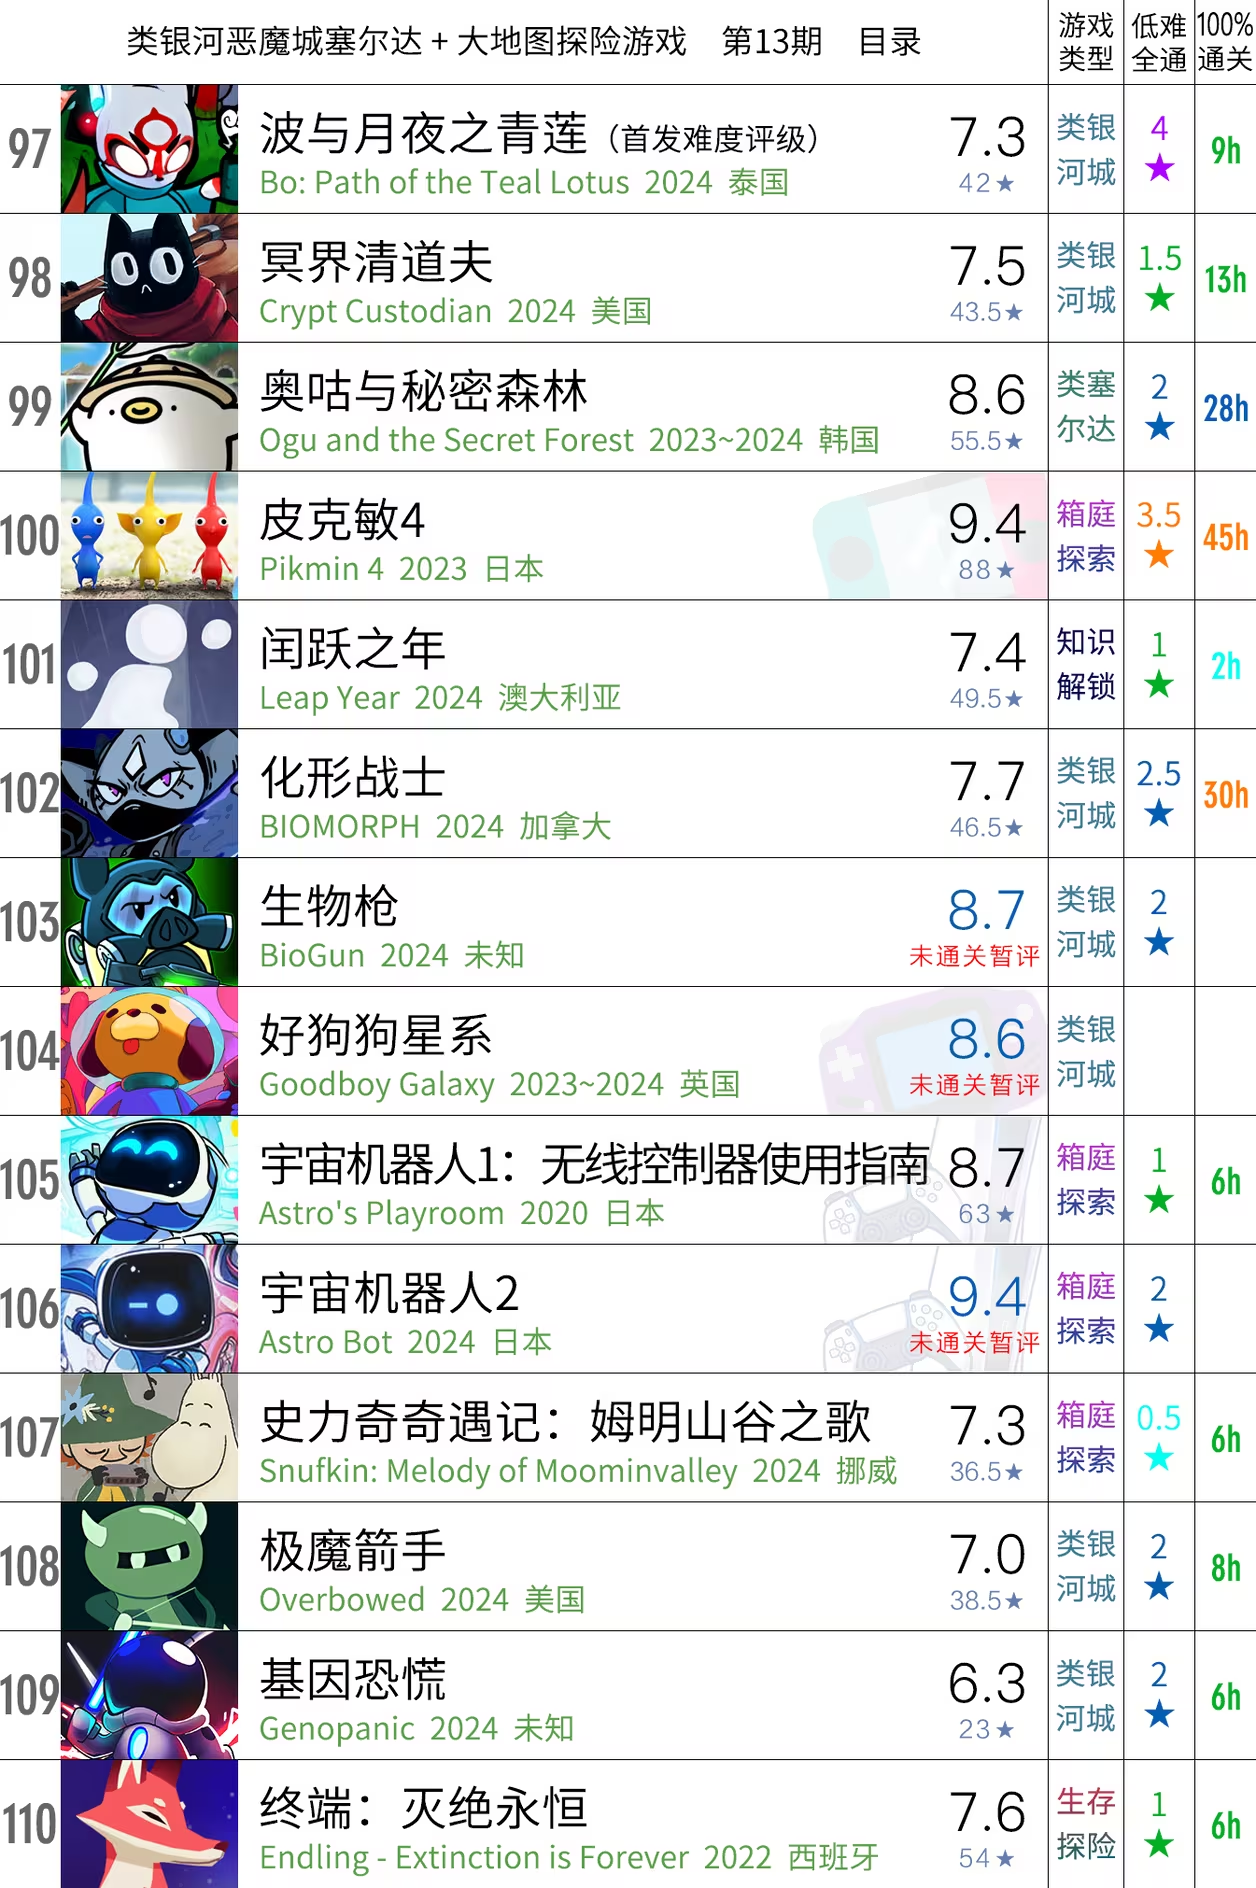 类银河恶魔城塞尔达 + 大地图探险游戏 第13期 目录
游戏类型
低难全通
100%通关
97
波与月夜之青莲（首发难度评级）
Bo: Path of the Teal Lotus 2024 泰国
7.3
42★
类银河城
4★
9h
98
冥界清道夫
Crypt Custodian 2024 美国
7.5
43.5★
类银河城
1.5★
13h
99
奥咕与秘密森林
Ogu and the Secret Forest 2023~2024 韩国
8.6
55.5★
类塞尔达
2★
28h
100
皮克敏4
Pikmin 4 2023 日本
9.4
88★
箱庭探索
3.5★
45h
101
闰跃之年
Leap Year 2024 澳大利亚
7.4
49.5★
知识解锁
1★
2h
102
化形战士
BIOMORPH 2024 加拿大
7.7
46.5★
类银河城
2.5★
30h
103
生物枪
BioGun 2024 未知
8.7
未通关暂评
类银河城
2★
104
好狗狗星系
Goodboy Galaxy 2023~2024 英国
8.6
未通关暂评
类银河城
105
宇宙机器人1：无线控制器使用指南
Astro's Playroom 2020 日本
8.7
63★
箱庭探索
1★
6h
106
宇宙机器人2
Astro Bot 2024 日本
9.4
未通关暂评
箱庭探索
2★
107
史力奇奇遇记：姆明山谷之歌
Snufkin: Melody of Moominvalley 2024 挪威
7.3
36.5★
箱庭探索
0.5★
6h
108
极魔箭手
Overbowed 2024 美国
7.0
38.5★
类银河城
2★
8h
109
基因恐慌
Genopanic 2024 未知
6.3
23★
类银河城
2★
6h
110
终端：灭绝永恒
Endling - Extinction is Forever 2022 西班牙
7.6
54★
生存探险
1★
6h